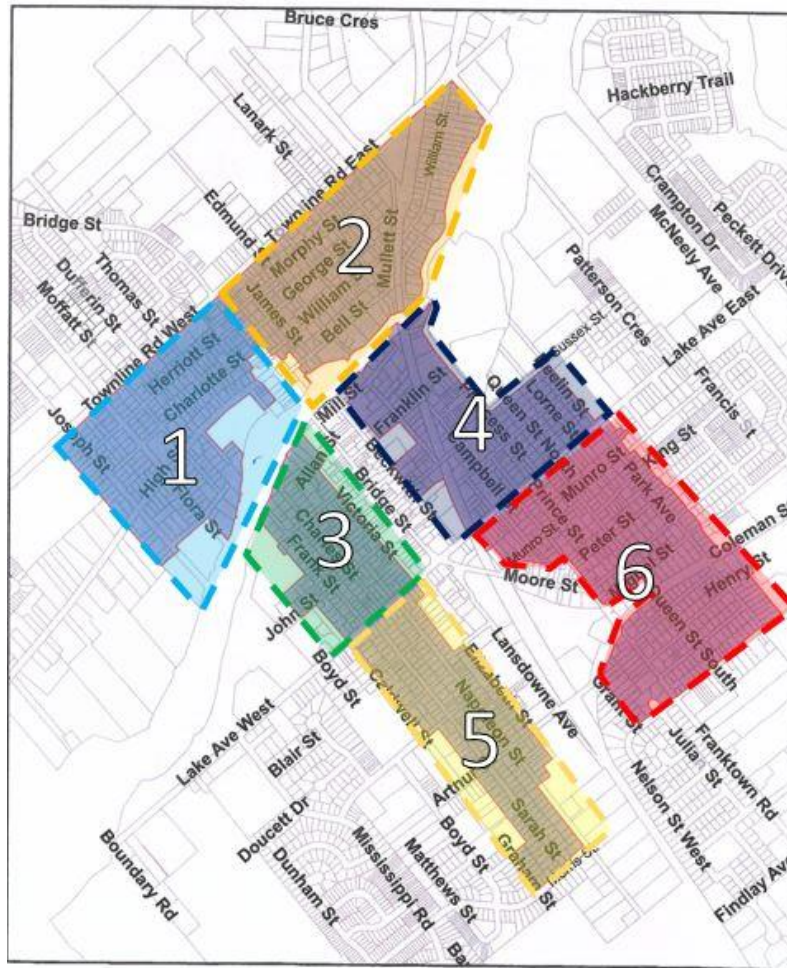 Bruce Cres
Hackberry Trail
Lanark St
William St
Townline Rd East
Edmund
Crampton Dr
McNeely Ave
Peckett Drive
Bridge St
Morphy St
George St
William St
Mullett St
2
James St
Bell St
Thomas St
Dufferin St
Moffatt St
Patterson Cres
Sussex St
Lake Ave East
Townline Rd West
Herriott St
Charlotte St
Joseph St
1
High St
Flora St
Mill St
Franklin St
4
Queen St North
Lorne St
Campbell
Francis
King St
Allan
Beckwith St
Bridge St
Victoria St
3
Charles
Frank St
John St
Munro St
Park Ave
Prince St
Munro St
Peter St
Moore St
6
Coleman St
Henry St
Queen St South
Boyd St
Lansdowne Ave
Elizabeth St
Napoleon St
5
Caldwell St
Lake Ave West
Blair St
Arthur
Sarah St
Cram St
Julia St
Franktown Rd
Nelson St West
Doucett Dr
Boyd St
Graham St
Boundary Rd
Dunham St
Mississippi Rd
Matthews St
Findlay Ave
Ba